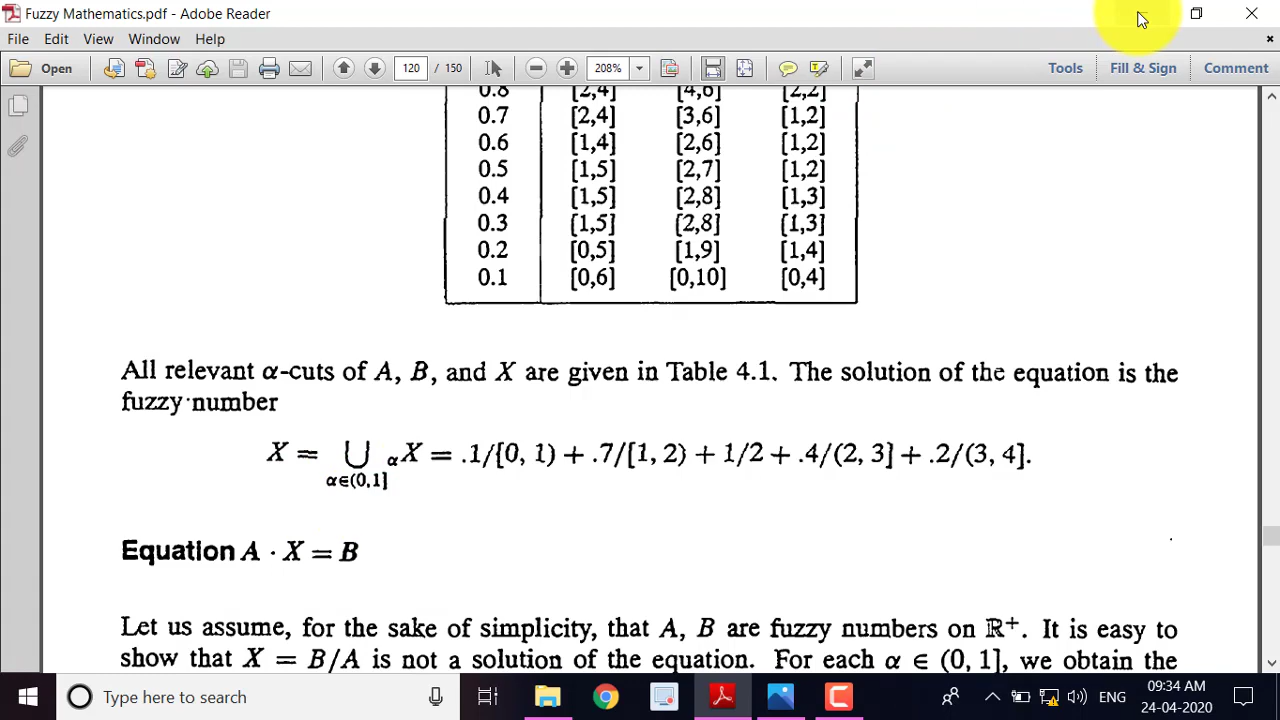 Fuzzy Mathematics.pdf - Adobe Reader
File Edit View Window Help
Open 120 / 150 208% Tools Fill & Sign Comment
0.8 [2,4] [4,6] [2,2]
0.7 [2,4] [3,6] [1,2]
0.6 [1,4] [2,6] [1,2]
0.5 [1,5] [2,7] [1,2]
0.4 [1,5] [2,8] [1,3]
0.3 [1,5] [2,8] [1,3]
0.2 [0,5] [1,9] [1,4]
0.1 [0,6] [0,10] [0,4]
All relevant α-cuts of A, B, and X are given in Table 4.1. The solution of the equation is the
fuzzy number
X = ⋃ αX = .1/[0, 1) + .7/[1, 2) + 1/2 + .4/(2, 3] + .2/(3, 4].
α∈(0,1]
Equation A · X = B
Let us assume, for the sake of simplicity, that A, B are fuzzy numbers on ℝ⁺. It is easy to
show that X = B/A is not a solution of the equation. For each α ∈ (0, 1], we obtain the
Type here to search
ENG
09:34 AM
24-04-2020